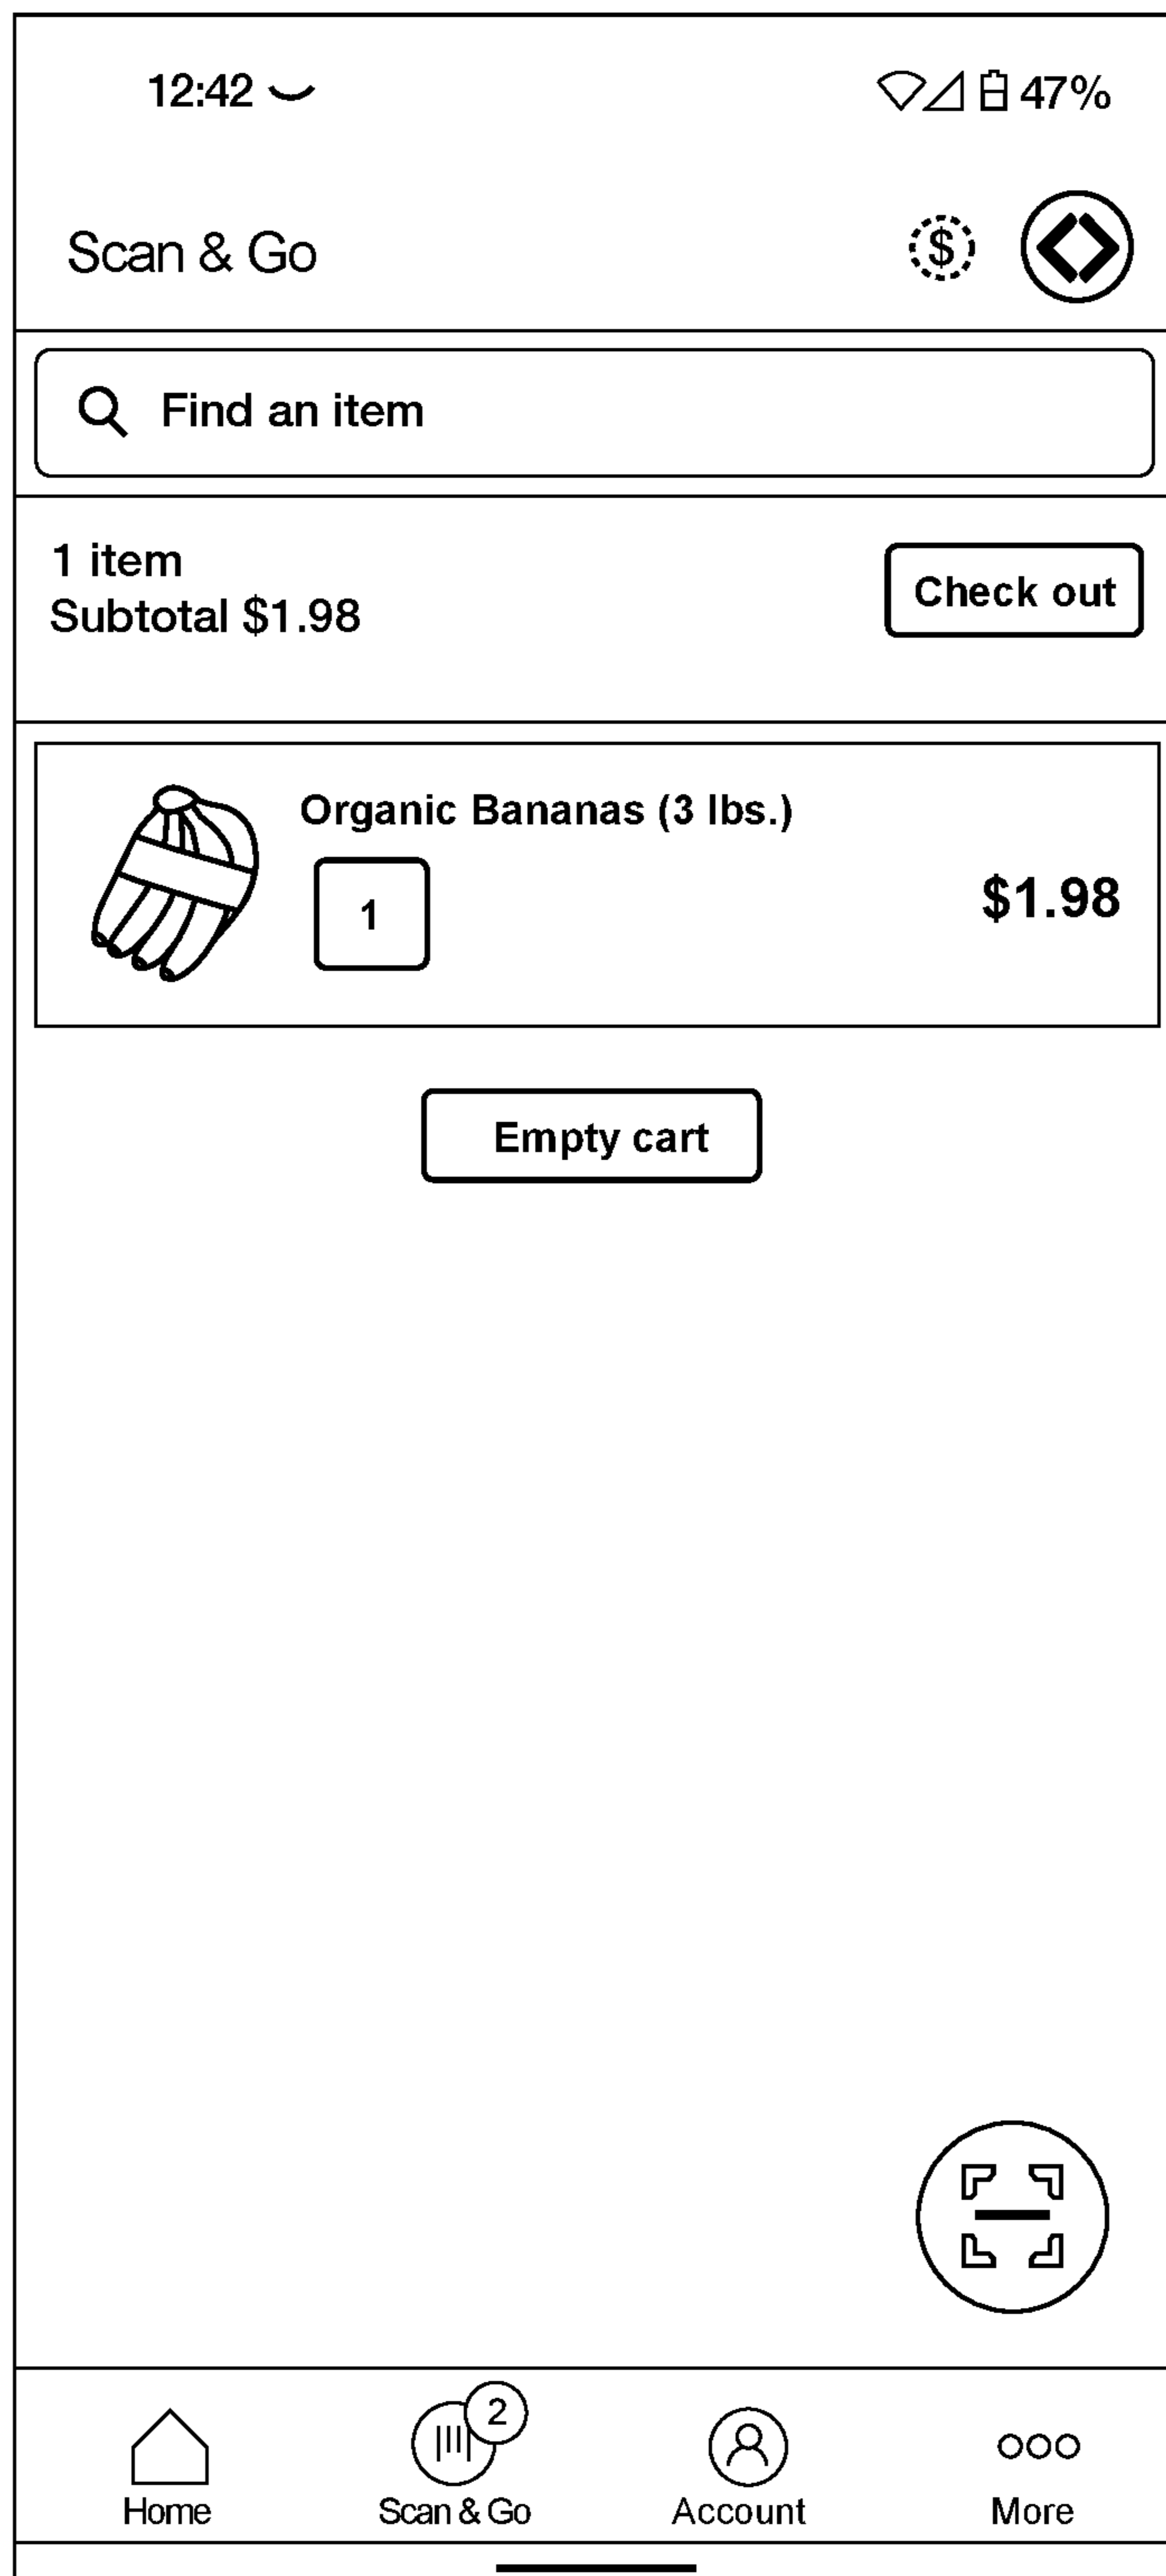 12:42 47%
Scan & Go $
Find an item
1 item
Subtotal $1.98
Check out
Organic Bananas (3 lbs.)
1
$1.98
Empty cart
2
Home Scan & Go Account More